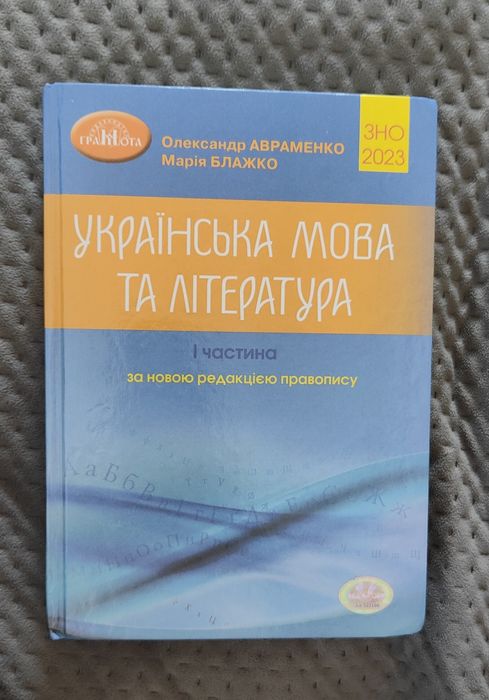 ГРАМОТА
Олександр АВРАМЕНКО
Марія БЛАЖКО
ЗНО
2023
УКРАЇНСЬКА МОВА
ТА ЛІТЕРАТУРА
І частина
за новою редакцією правопису